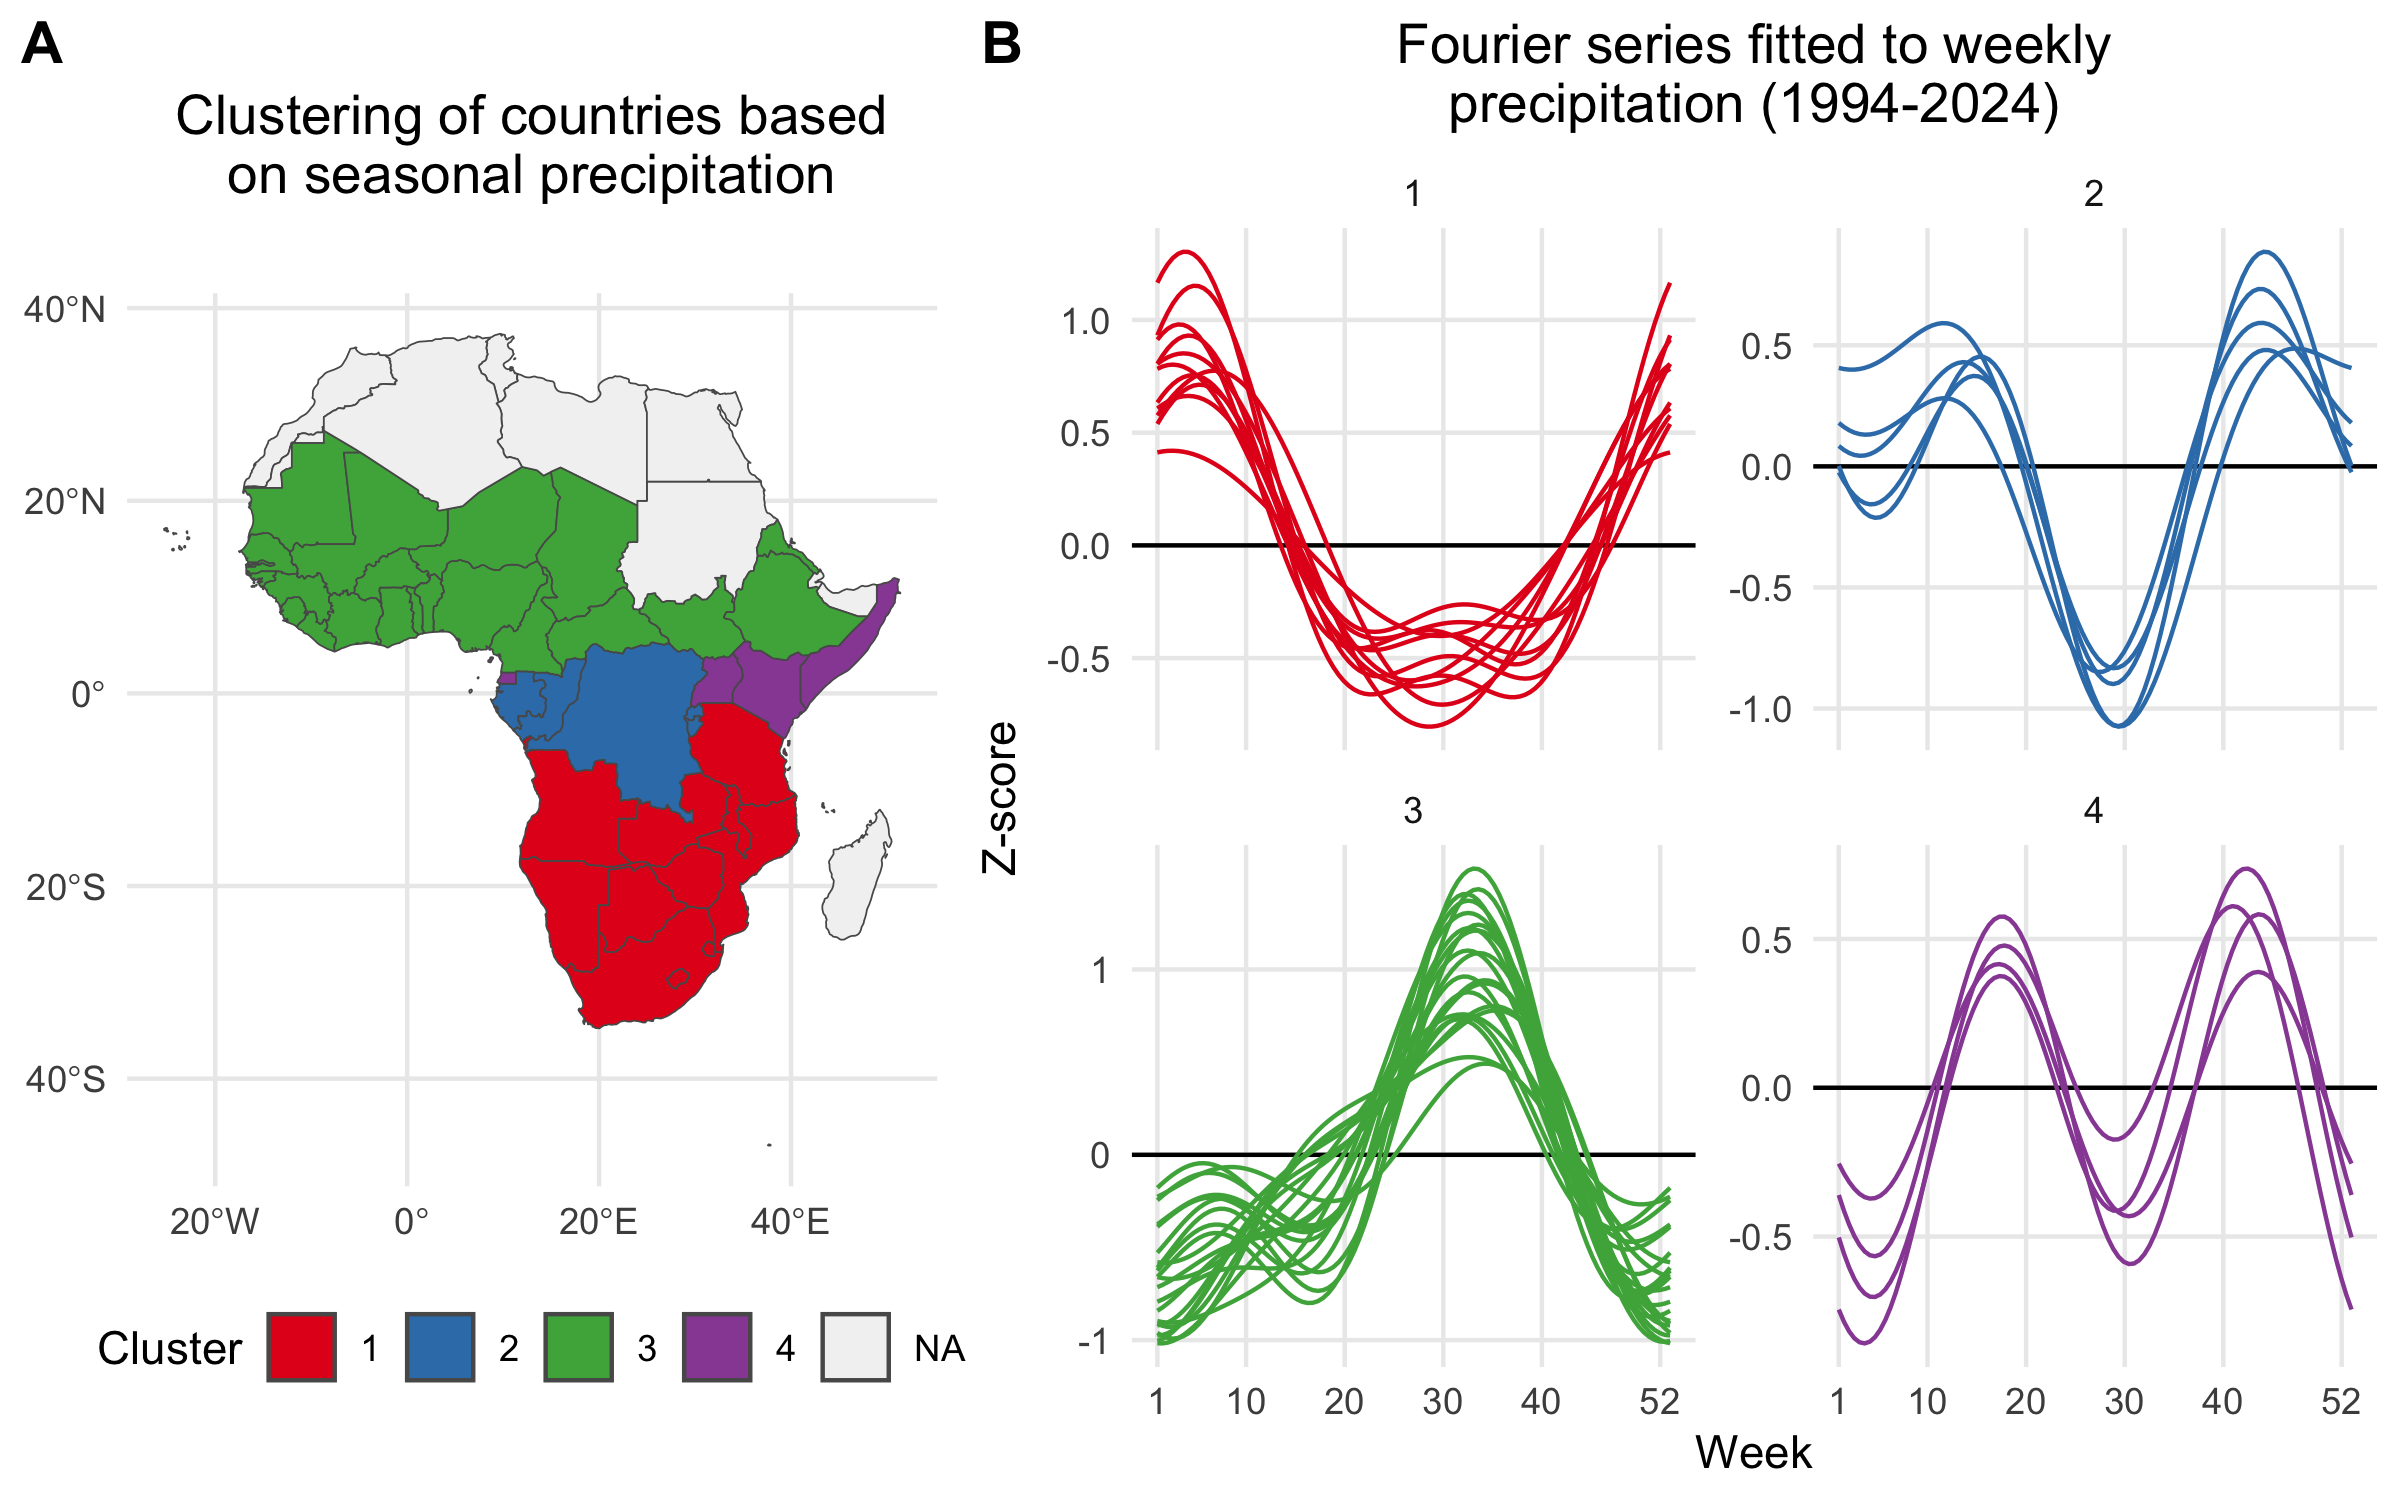 A
Clustering of countries based
on seasonal precipitation
40°N
20°N
0°
20°S
40°S
20°W
0°
20°E
40°E
Cluster
1
2
3
4
NA
B
Fourier series fitted to weekly
precipitation (1994-2024)
Z-score
1
1.0
0.5
0.0
-0.5
2
0.5
0.0
-0.5
-1.0
3
1
0
-1
1
10
20
30
40
52
4
0.5
0.0
-0.5
1
10
20
30
40
52
Week